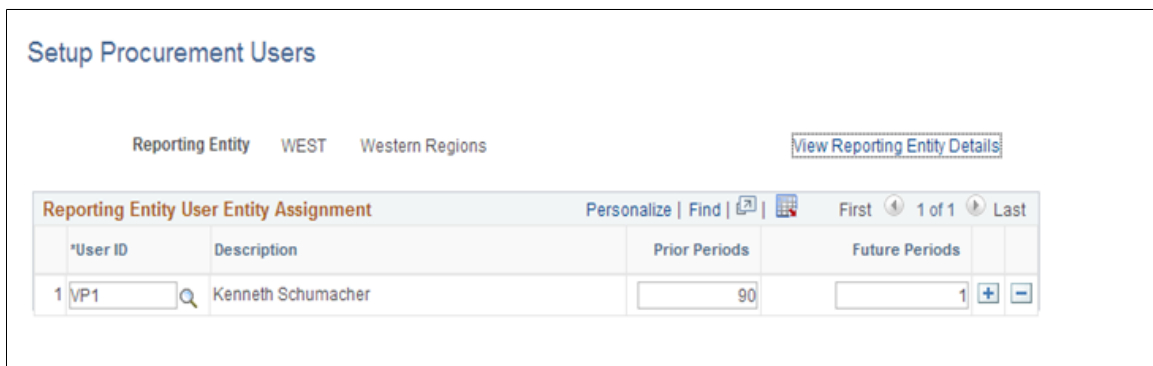 Setup Procurement Users
Reporting Entity WEST Western Regions View Reporting Entity Details
Reporting Entity User Entity Assignment Personalize | Find | | First 1 of 1 Last
*User ID Description Prior Periods Future Periods
1 VP1 Kenneth Schumacher 90 1